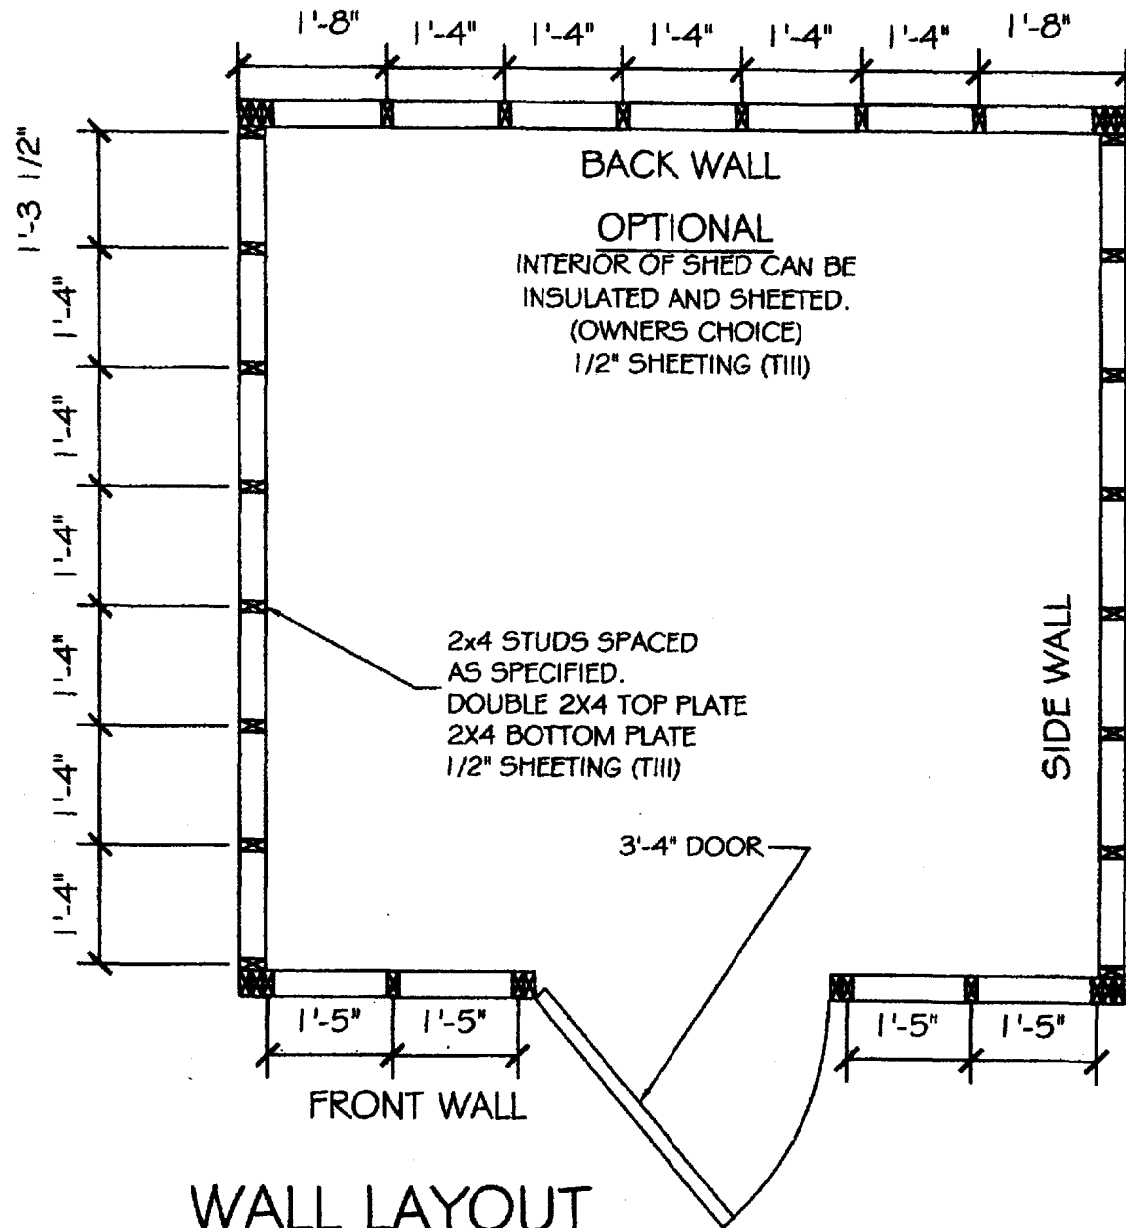 1'-8" 1'-4" 1'-4" 1'-4" 1'-4" 1'-4" 1'-8"
1'-3 1/2"
1'-4"
1'-4"
1'-4"
1'-4"
1'-4"
1'-4"
BACK WALL
OPTIONAL
INTERIOR OF SHED CAN BE
INSULATED AND SHEETED.
(OWNERS CHOICE)
1/2" SHEETING (T111)
2x4 STUDS SPACED
AS SPECIFIED.
DOUBLE 2X4 TOP PLATE
2X4 BOTTOM PLATE
1/2" SHEETING (T111)
SIDE WALL
3'-4" DOOR
1'-5" 1'-5" 1'-5" 1'-5"
FRONT WALL
WALL LAYOUT